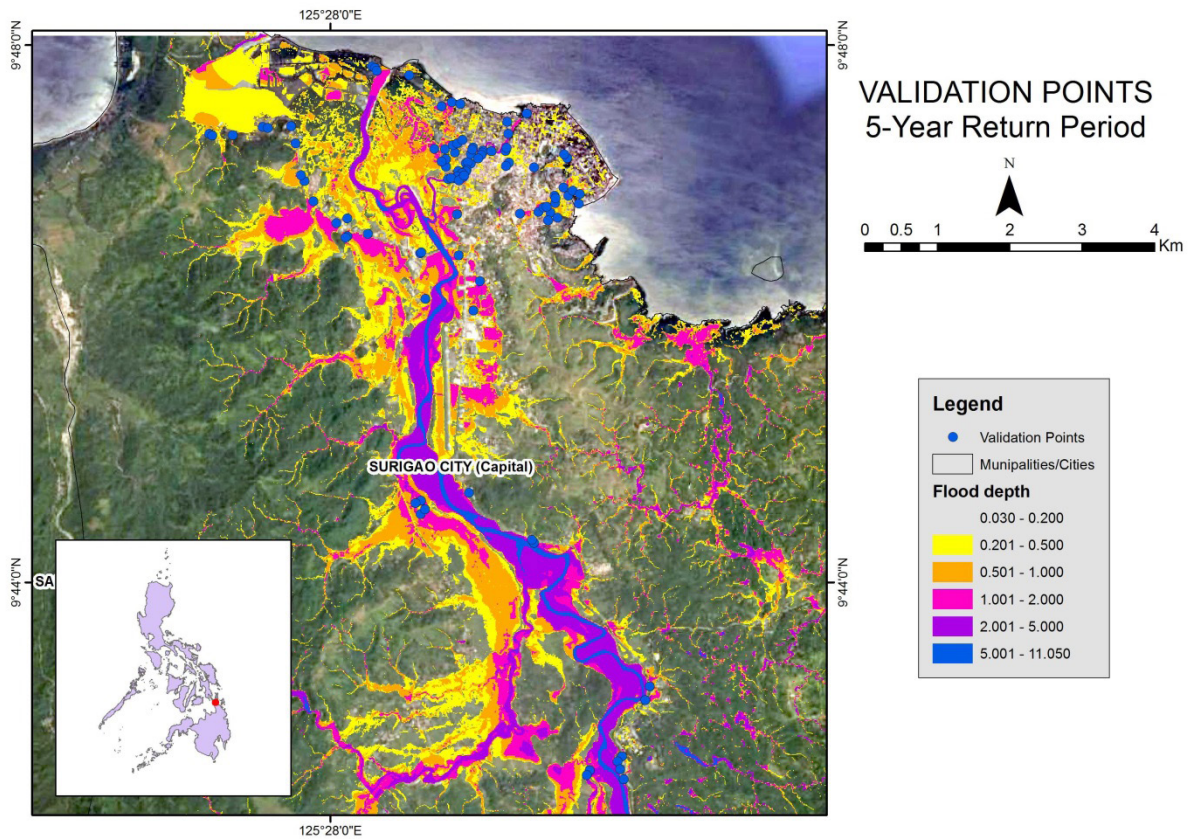 125°28'0"E
9°48'0"N
9°48'0"N
VALIDATION POINTS
5-Year Return Period
N
0 0.5 1 2 3 4
Km
SURIGAO CITY (Capital)
Legend
Validation Points
Munipalities/Cities
Flood depth
0.030 - 0.200
0.201 - 0.500
0.501 - 1.000
1.001 - 2.000
2.001 - 5.000
5.001 - 11.050
SA
9°44'0"N
9°44'0"N
125°28'0"E